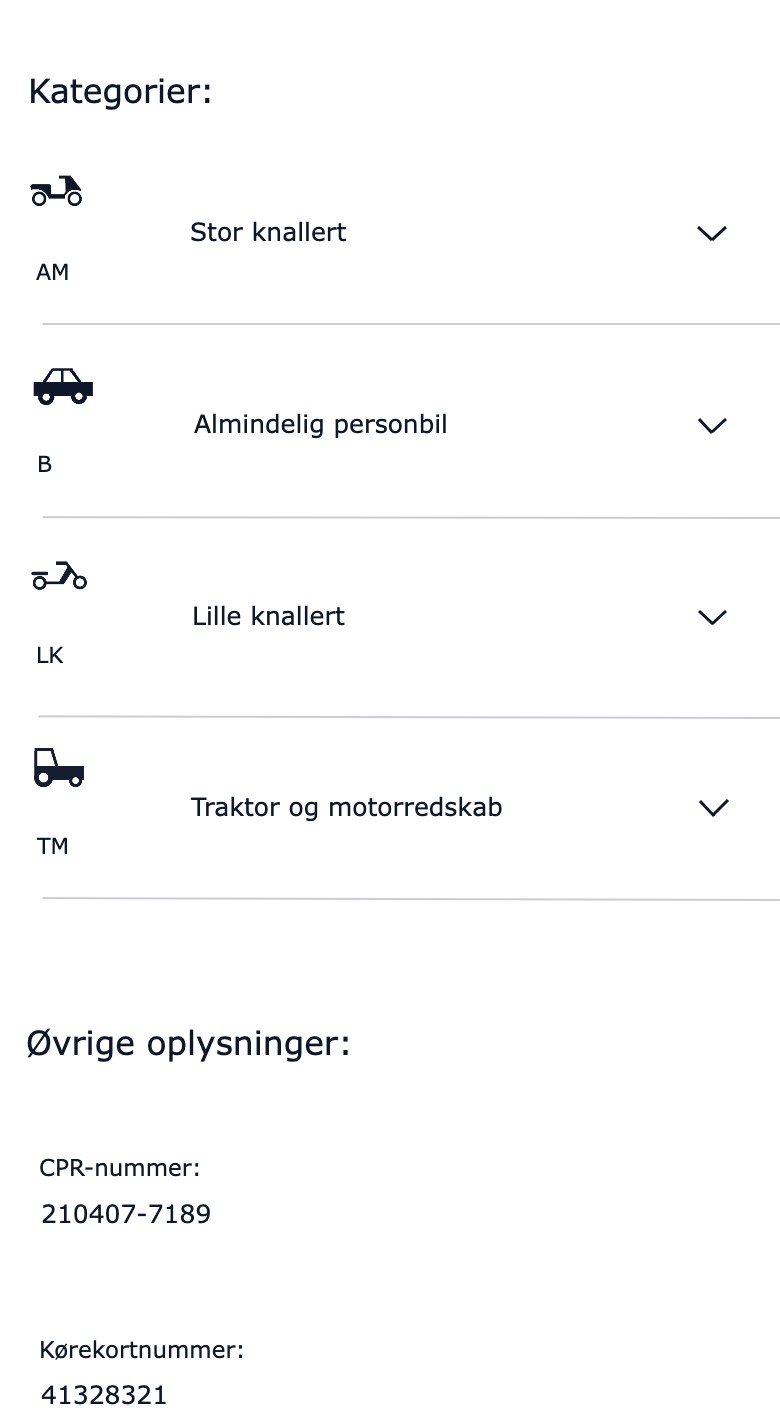 Kategorier:
Stor knallert
AM
Almindelig personbil
B
Lille knallert
LK
Traktor og motorredskab
TM
Øvrige oplysninger:
CPR-nummer:
210407-7189
Kørekortnummer:
41328321